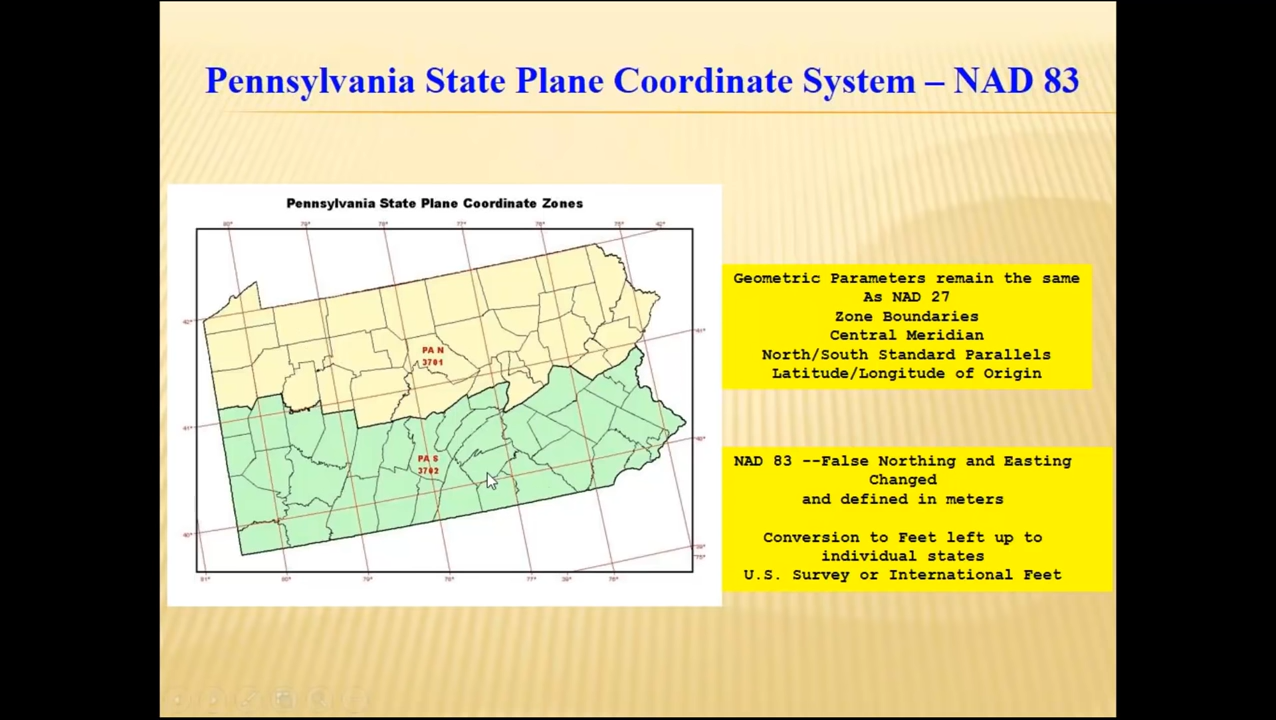 Pennsylvania State Plane Coordinate System – NAD 83
Pennsylvania State Plane Coordinate Zones
PA N
3701
PA S
3702
Geometric Parameters remain the same
As NAD 27
Zone Boundaries
Central Meridian
North/South Standard Parallels
Latitude/Longitude of Origin
NAD 83 --False Northing and Easting
Changed
and defined in meters
Conversion to Feet left up to
individual states
U.S. Survey or International Feet